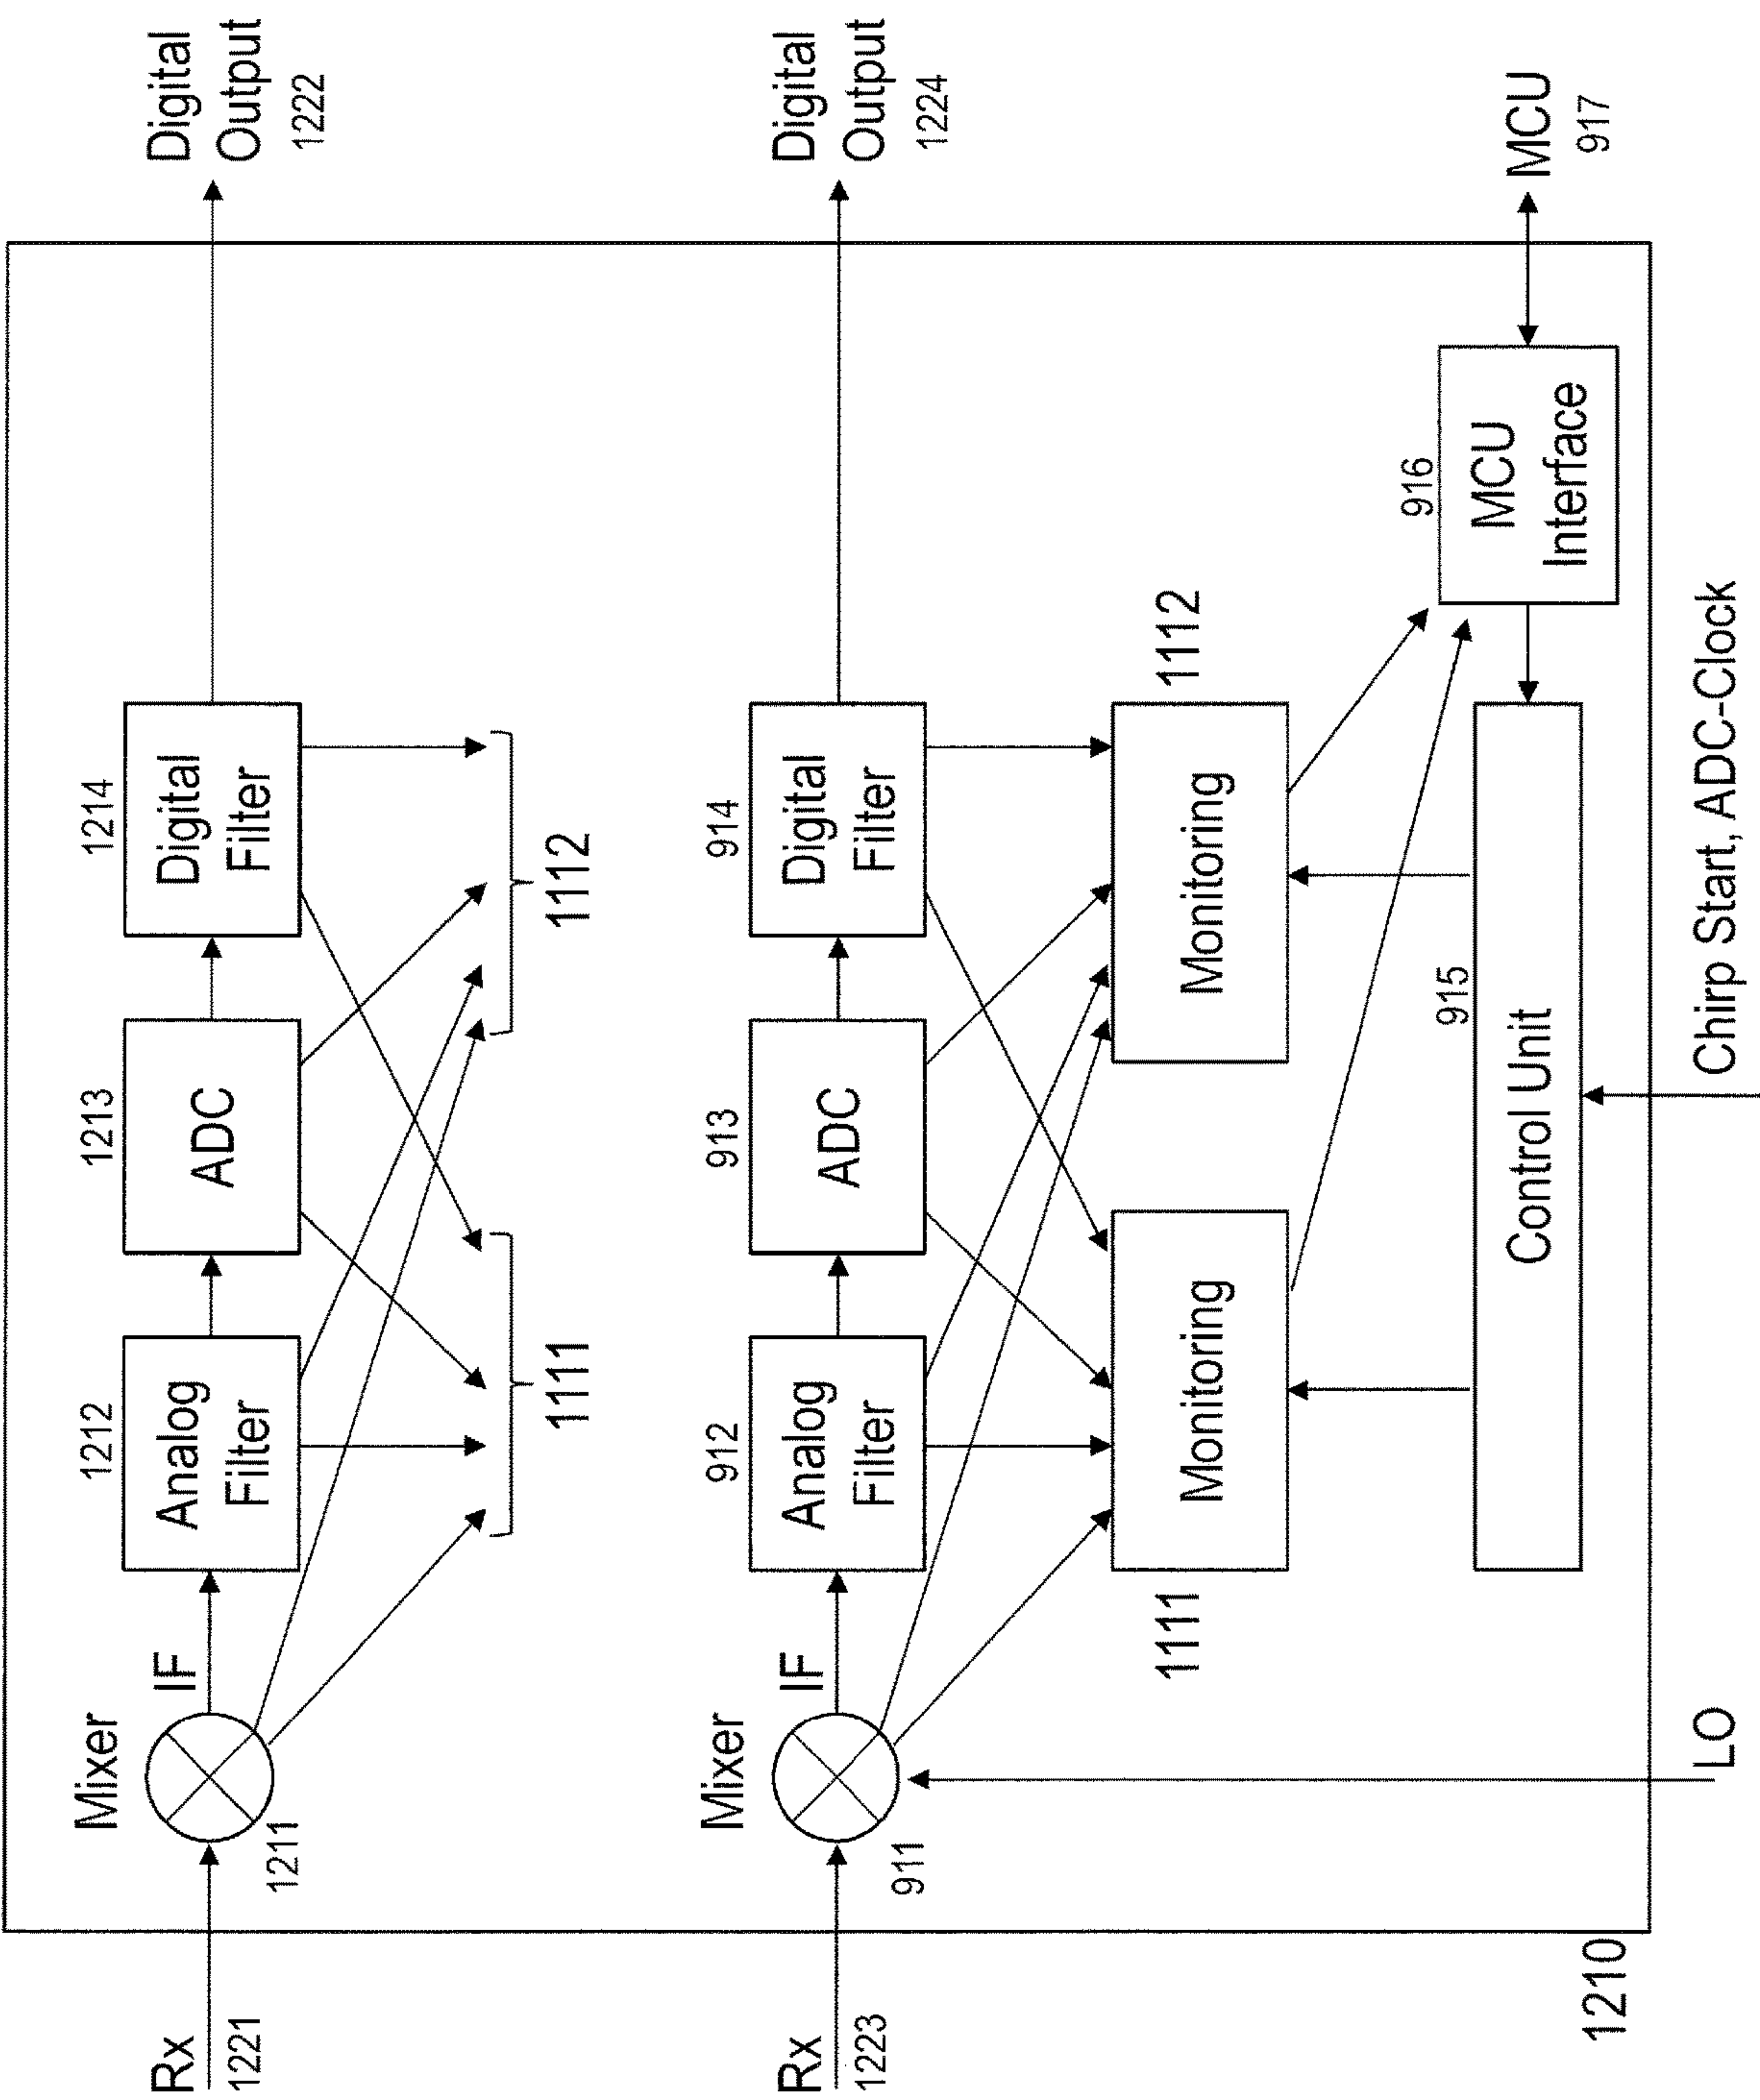 Rx
1221
Mixer
1211
IF
1212
Analog
Filter
1213
ADC
1214
Digital
Filter
Digital
Output
1222
1111
1112
Rx
1223
Mixer
911
IF
912
Analog
Filter
913
ADC
914
Digital
Filter
Digital
Output
1224
1111
Monitoring
Monitoring
1112
915
Control Unit
916
MCU
Interface
MCU
917
1210
LO
Chirp Start, ADC-Clock